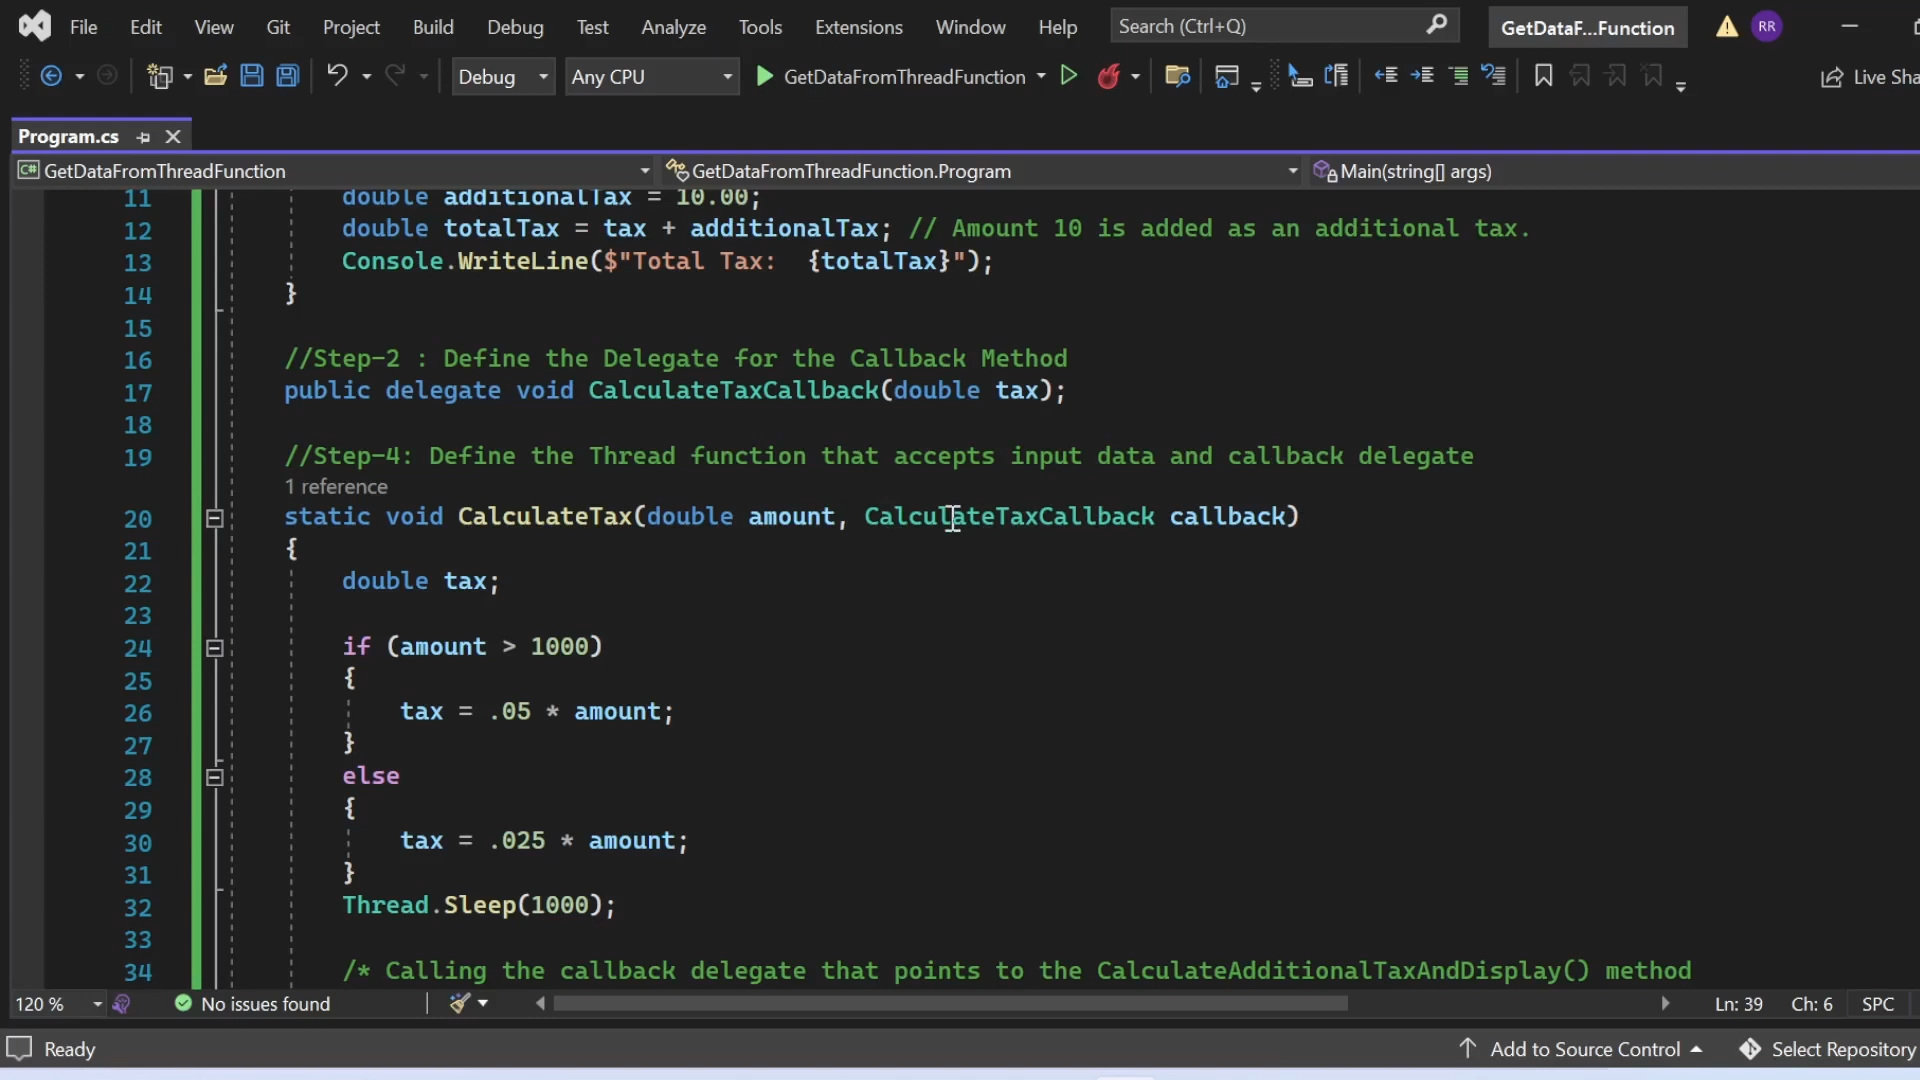 File Edit View Git Project Build Debug Test Analyze Tools Extensions Window Help Search (Ctrl+Q) GetDataF...Function RR
Debug Any CPU GetDataFromThreadFunction Live Sha
Program.cs
C# GetDataFromThreadFunction GetDataFromThreadFunction.Program Main(string[] args)
11 double additionalTax = 10.00;
12 double totalTax = tax + additionalTax; // Amount 10 is added as an additional tax.
13 Console.WriteLine($"Total Tax:  {totalTax}");
14 }
15
16 //Step-2 : Define the Delegate for the Callback Method
17 public delegate void CalculateTaxCallback(double tax);
18
19 //Step-4: Define the Thread function that accepts input data and callback delegate
1 reference
20 static void CalculateTax(double amount, CalculateTaxCallback callback)
21 {
22 double tax;
23
24 if (amount > 1000)
25 {
26 tax = .05 * amount;
27 }
28 else
29 {
30 tax = .025 * amount;
31 }
32 Thread.Sleep(1000);
33
34 /* Calling the callback delegate that points to the CalculateAdditionalTaxAndDisplay() method
120 % No issues found Ln: 39 Ch: 6 SPC
Ready Add to Source Control Select Repository